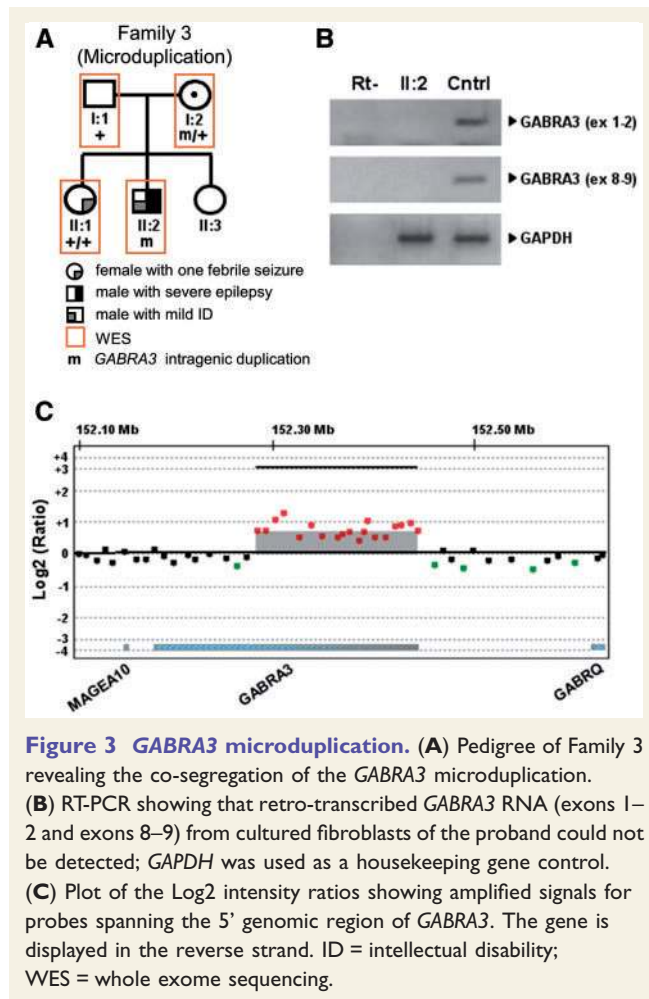 A
Family 3
(Microduplication)
I:1
+
I:2
m/+
II:1
+/+
II:2
m
II:3
female with one febrile seizure
male with severe epilepsy
male with mild ID
WES
m GABRA3 intragenic duplication
B
Rt- II:2 Cntrl
GABRA3 (ex 1-2)
GABRA3 (ex 8-9)
GAPDH
C
152.10 Mb 152.30 Mb 152.50 Mb
Log2 (Ratio)
+4
+3
+2
+1
0
-1
-2
-3
-4
MAGEA10 GABRA3 GABRQ
Figure 3 GABRA3 microduplication. (A) Pedigree of Family 3
revealing the co-segregation of the GABRA3 microduplication.
(B) RT-PCR showing that retro-transcribed GABRA3 RNA (exons 1–
2 and exons 8–9) from cultured fibroblasts of the proband could not
be detected; GAPDH was used as a housekeeping gene control.
(C) Plot of the Log2 intensity ratios showing amplified signals for
probes spanning the 5' genomic region of GABRA3. The gene is
displayed in the reverse strand. ID = intellectual disability;
WES = whole exome sequencing.